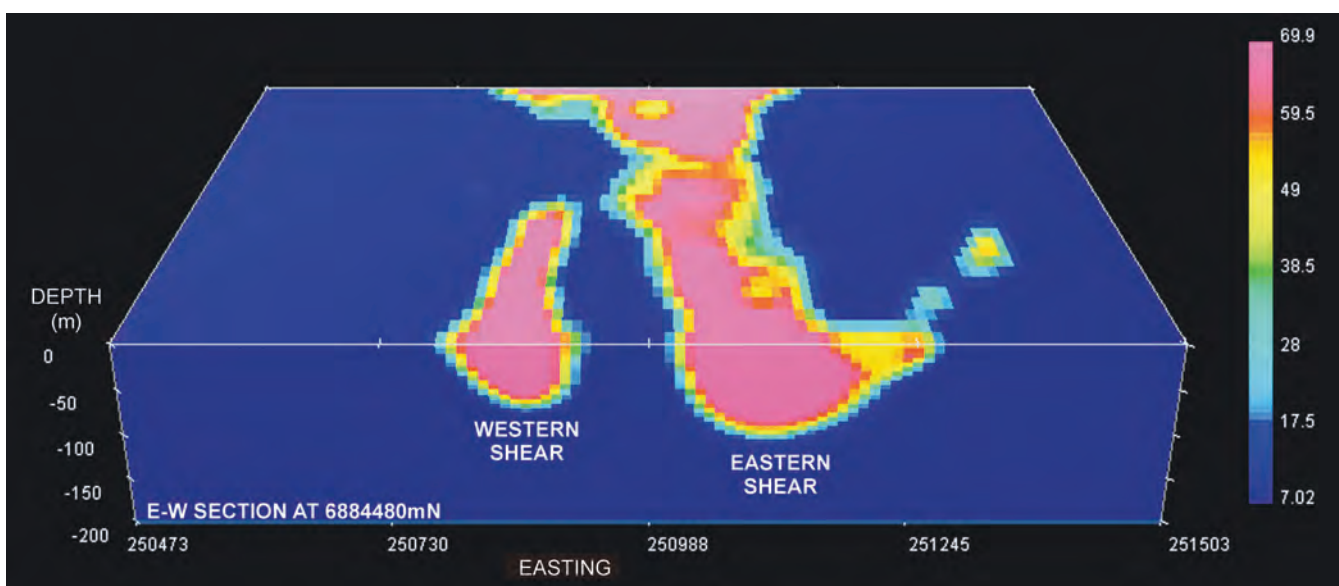 69.9
59.5
49
38.5
28
17.5
7.02
DEPTH
(m)
0
-50
-100
-150
-200
WESTERN
SHEAR
EASTERN
SHEAR
E-W SECTION AT 6884480mN
250473 250730 250988 251245 251503
EASTING